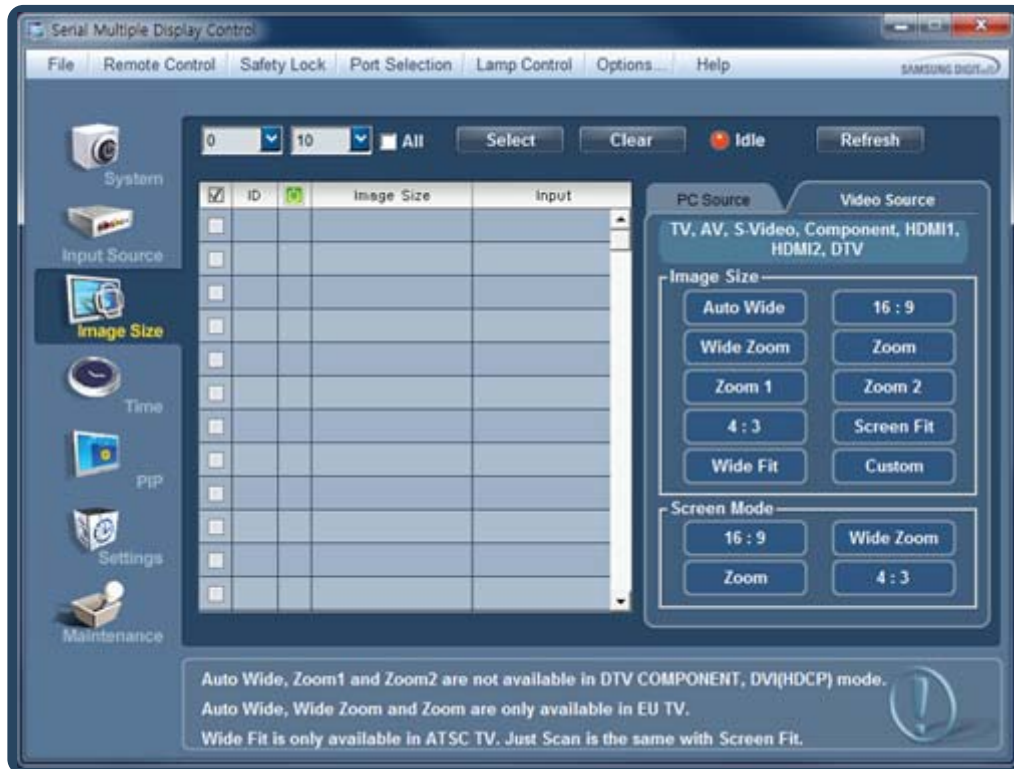 Serial Multiple Display Control
File Remote Control Safety Lock Port Selection Lamp Control Options... Help
0 10 All Select Clear Idle Refresh
System
Input Source
Image Size
Time
PIP
Settings
Maintenance
ID Image Size Input
PC Source Video Source
TV, AV, S-Video, Component, HDMI1,
HDMI2, DTV
Image Size
Auto Wide 16 : 9
Wide Zoom Zoom
Zoom 1 Zoom 2
4 : 3 Screen Fit
Wide Fit Custom
Screen Mode
16 : 9 Wide Zoom
Zoom 4 : 3
Auto Wide, Zoom1 and Zoom2 are not available in DTV COMPONENT, DVI(HDCP) mode.
Auto Wide, Wide Zoom and Zoom are only available in EU TV.
Wide Fit is only available in ATSC TV. Just Scan is the same with Screen Fit.